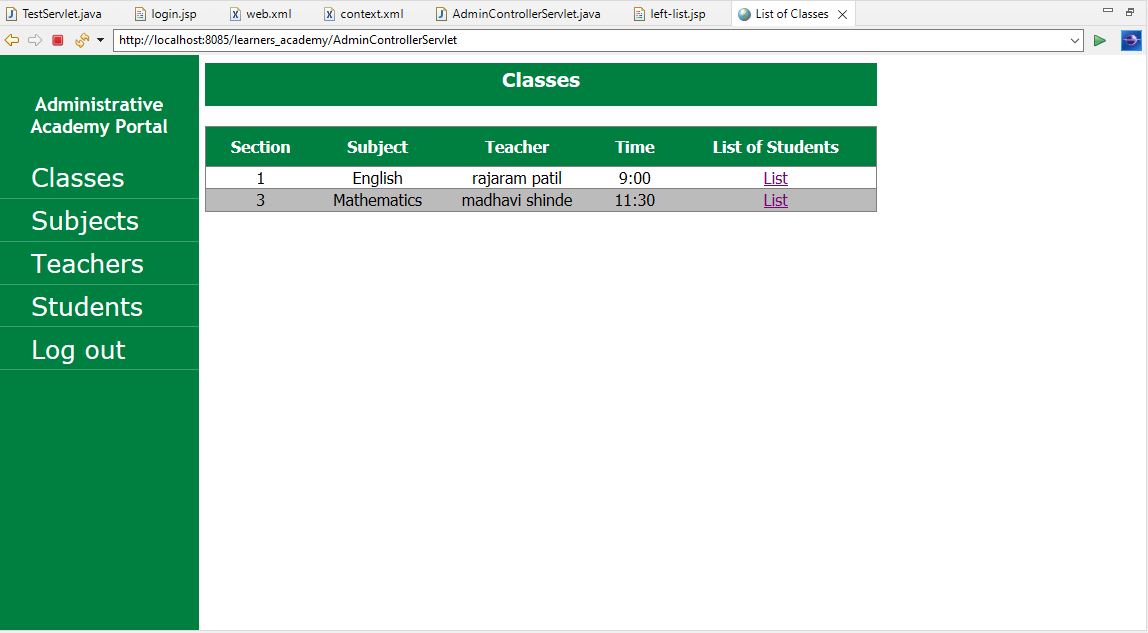 TestServlet.java login.jsp web.xml context.xml AdminControllerServlet.java left-list.jsp List of Classes
http://localhost:8085/learners_academy/AdminControllerServlet
Administrative
Academy Portal
Classes
Subjects
Teachers
Students
Log out
Classes
Section Subject Teacher Time List of Students
1 English rajaram patil 9:00 List
3 Mathematics madhavi shinde 11:30 List